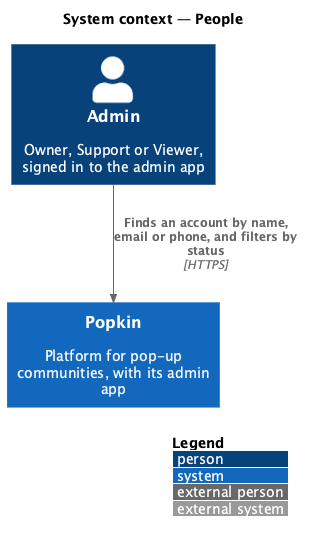 System context — People
Admin
Owner, Support or Viewer,
signed in to the admin app
Finds an account by name,
email or phone, and filters by
status
[HTTPS]
Popkin
Platform for pop-up
communities, with its admin
app
Legend
person
system
external person
external system